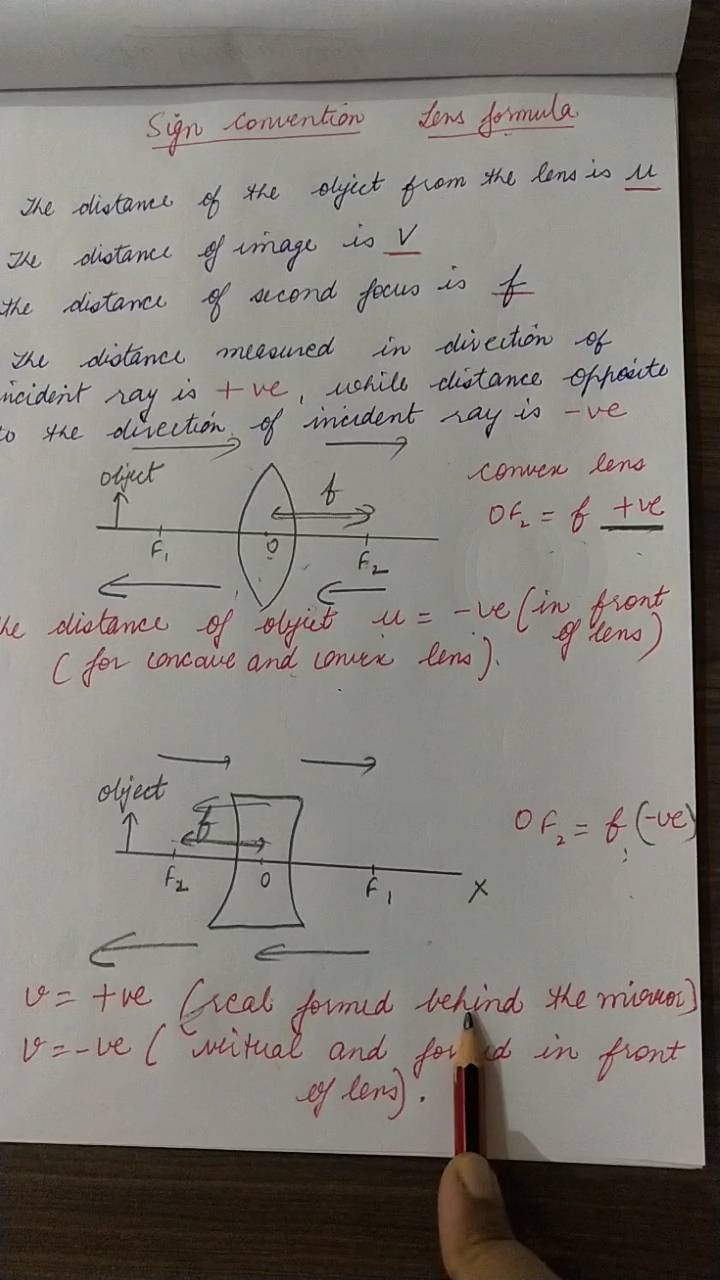 Sign convention Lens formula
The distance of the object from the lens is u
The distance of image is V
the distance of second focus is f
The distance measured in direction of
ncident ray is +ve, while distance opposite
to the direction of incident ray is -ve
object
f
convex lens
OF₂ = f +ve
F₁ O F₂
he distance of object u = -ve (in front
of lens)
( for concave and convex lens).
object
f
OF₂ = f (-ve)
F₂ O F₁ X
v = +ve (real formed behind the mirror)
v = -ve ( virtual and in front
of lens).